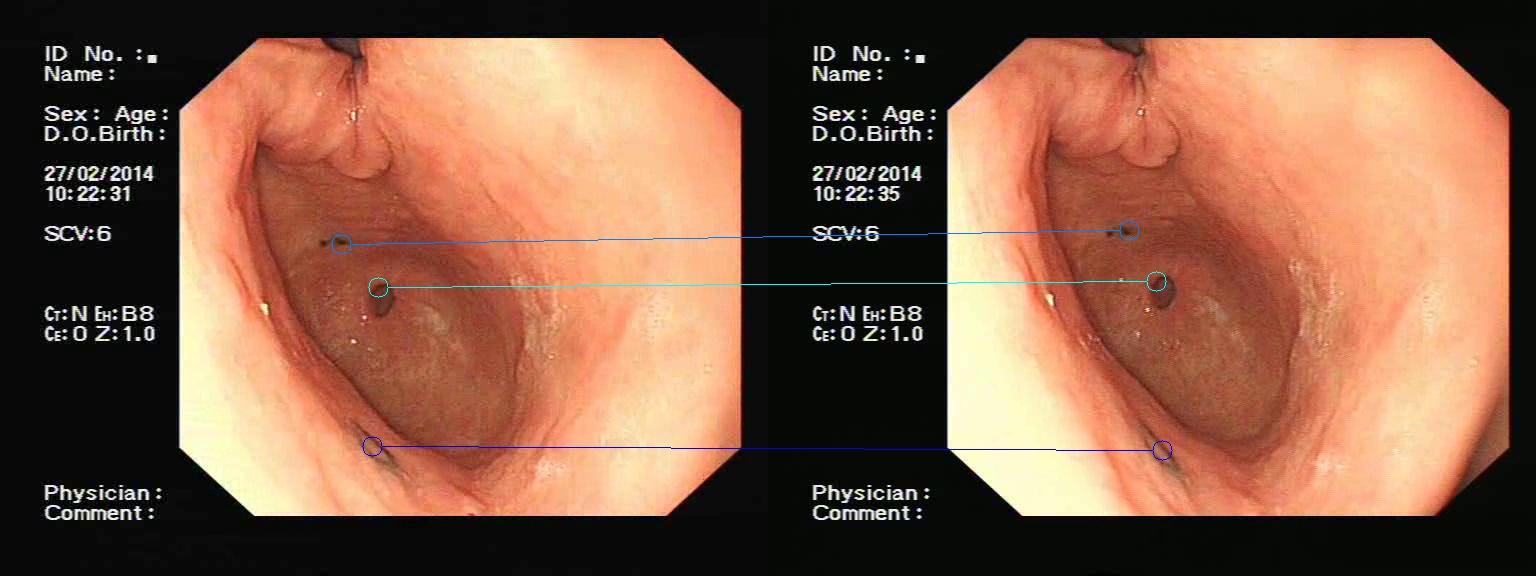 ID No. :
Name:
Sex: Age:
D.O.Birth:
27/02/2014
10:22:31
SCV:6
CT:N EH:B8
CE:0 Z:1.0
Physician:
Comment:
ID No. :
Name:
Sex: Age:
D.O.Birth:
27/02/2014
10:22:35
SCV:6
CT:N EH:B8
CE:0 Z:1.0
Physician:
Comment: